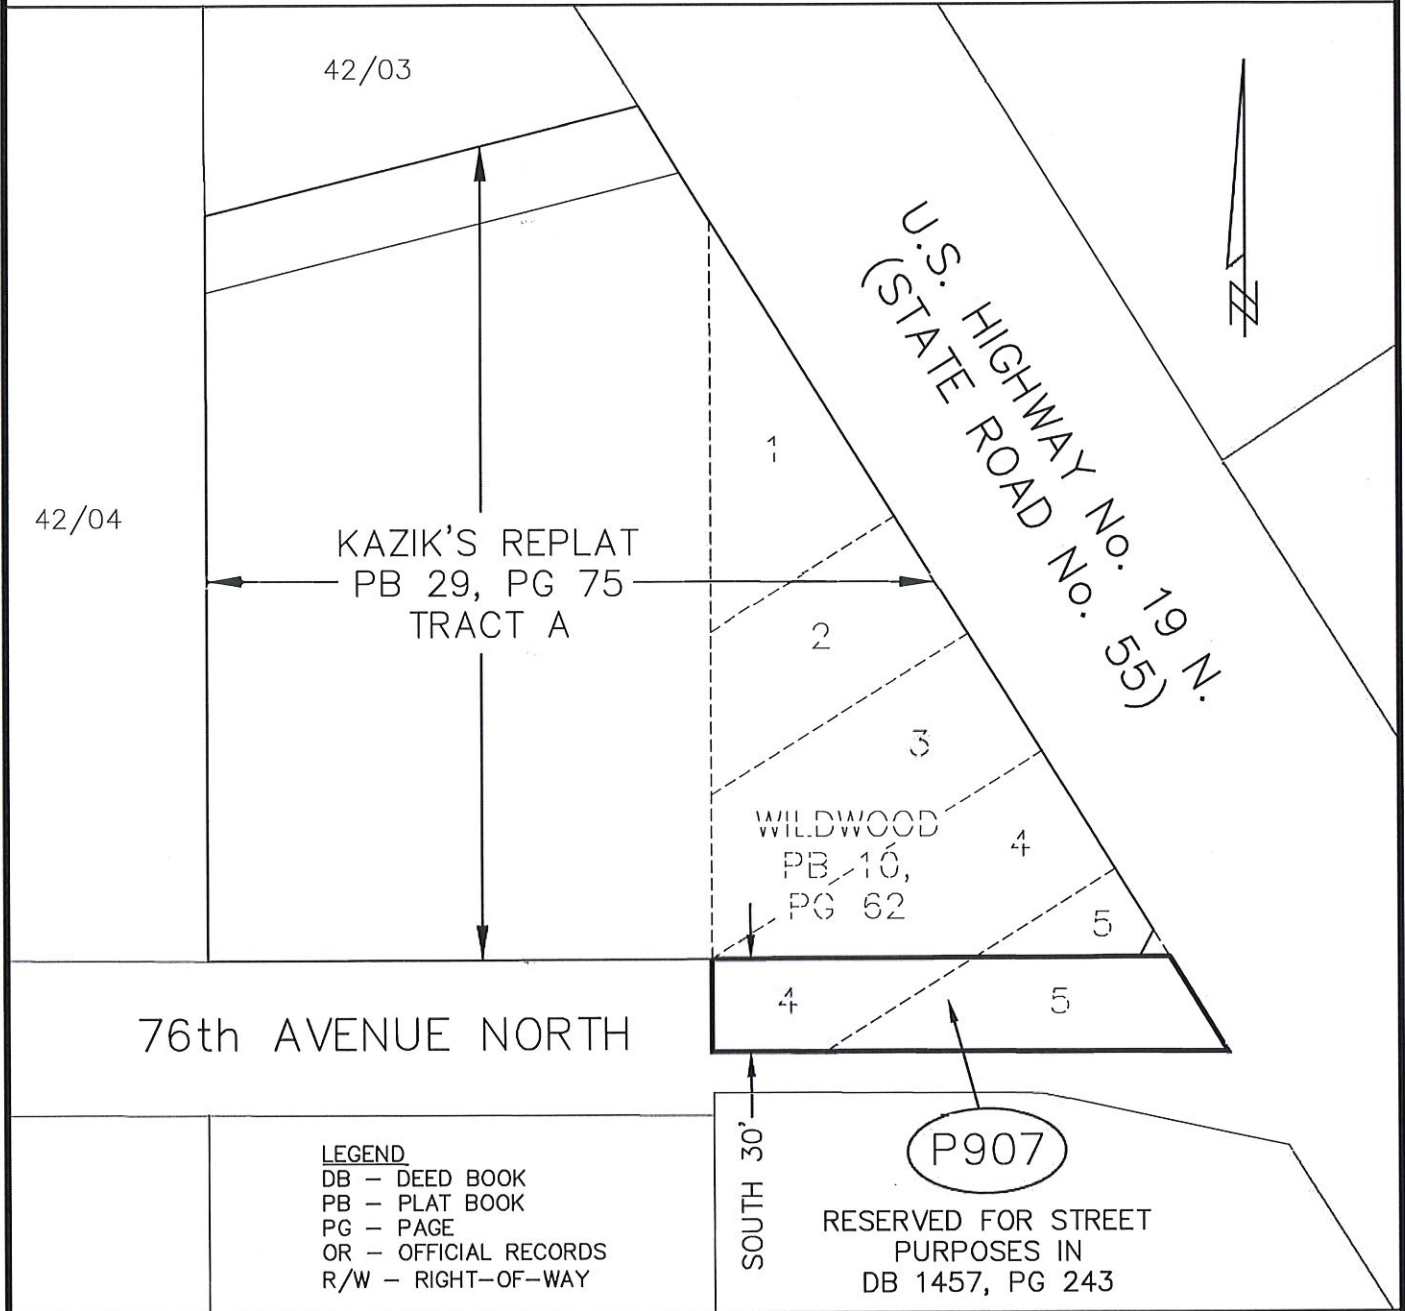 42/03
N
U.S. HIGHWAY No. 19 N.
(STATE ROAD No. 55)
1
42/04
KAZIK'S REPLAT
PB 29, PG 75
TRACT A
2
3
WILDWOOD
PB 10,
PG 62
4
5
4
5
76th AVENUE NORTH
SOUTH 30'
P907
RESERVED FOR STREET
PURPOSES IN
DB 1457, PG 243
LEGEND
DB – DEED BOOK
PB – PLAT BOOK
PG – PAGE
OR – OFFICIAL RECORDS
R/W – RIGHT-OF-WAY